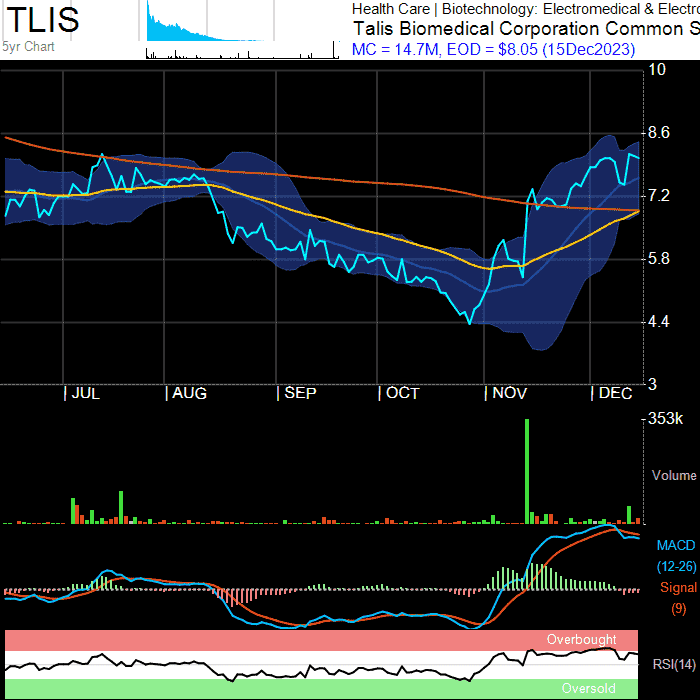 TLIS
5yr Chart
Health Care | Biotechnology: Electromedical & Electro
Talis Biomedical Corporation Common S
MC = 14.7M, EOD = $8.05 (15Dec2023)
10
8.6
7.2
5.8
4.4
3
| JUL | AUG | SEP | OCT | NOV | DEC
353k
Volume
MACD
(12-26)
Signal
(9)
Overbought
RSI(14)
Oversold